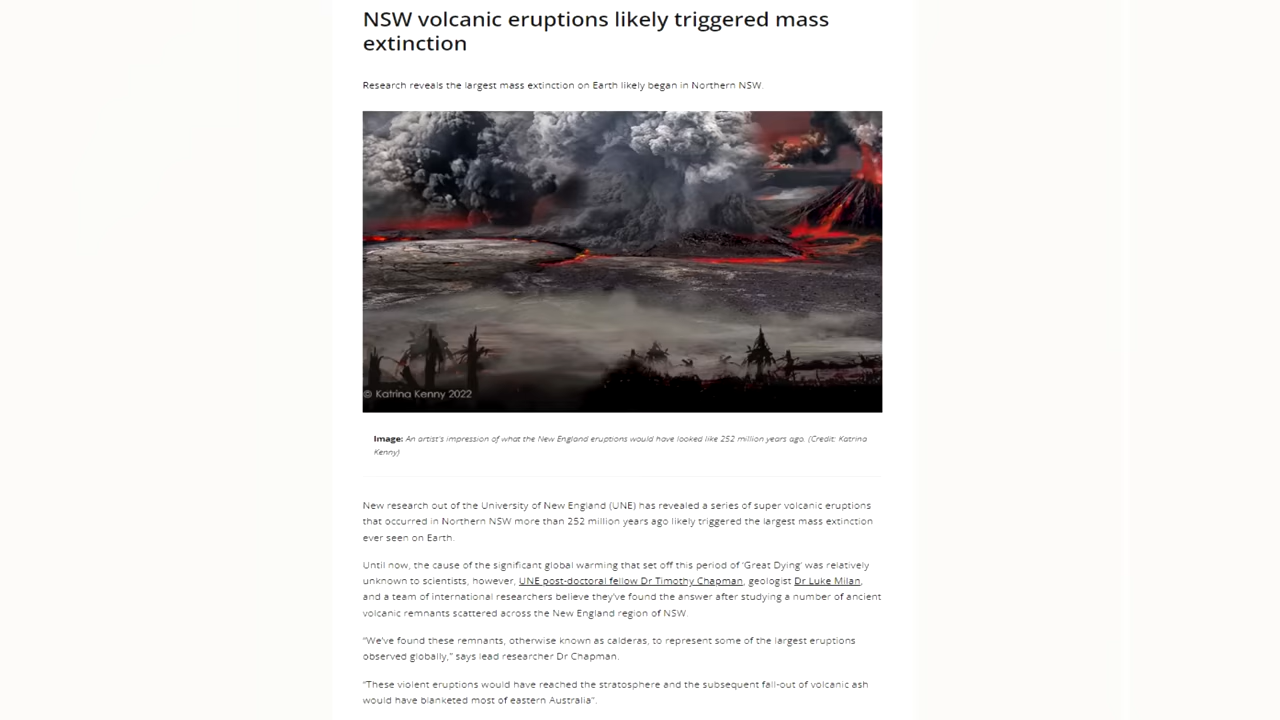 NSW volcanic eruptions likely triggered mass
extinction
Research reveals the largest mass extinction on Earth likely began in Northern NSW.
© Katrina Kenny 2022
Image: An artist's impression of what the New England eruptions would have looked like 252 million years ago. (Credit: Katrina
Kenny)
New research out of the University of New England (UNE) has revealed a series of super volcanic eruptions
that occurred in Northern NSW more than 252 million years ago likely triggered the largest mass extinction
ever seen on Earth.
Until now, the cause of the significant global warming that set off this period of ‘Great Dying’ was relatively
unknown to scientists, however, UNE post-doctoral fellow Dr Timothy Chapman, geologist Dr Luke Milan,
and a team of international researchers believe they've found the answer after studying a number of ancient
volcanic remnants scattered across the New England region of NSW.
“We've found these remnants, otherwise known as calderas, to represent some of the largest eruptions
observed globally,” says lead researcher Dr Chapman.
“These violent eruptions would have reached the stratosphere and the subsequent fall-out of volcanic ash
would have blanketed most of eastern Australia”.